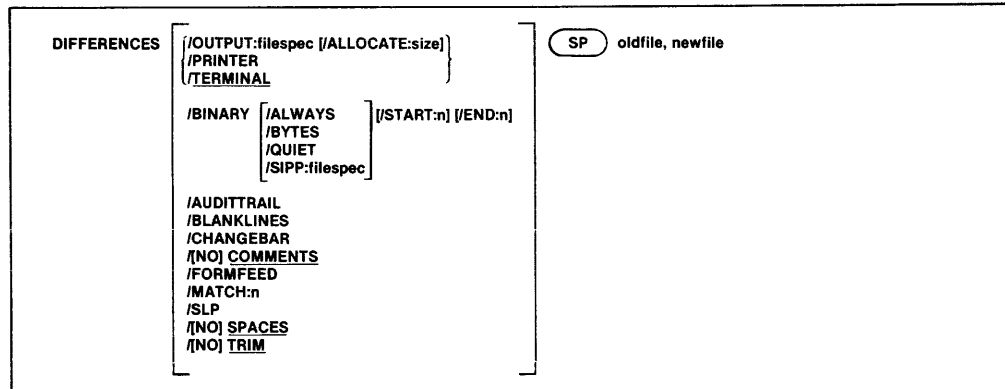 DIFFERENCES /OUTPUT:filespec [/ALLOCATE:size] SP oldfile, newfile
/PRINTER
/TERMINAL
/BINARY /ALWAYS [/START:n] [/END:n]
/BYTES
/QUIET
/SIPP:filespec
/AUDITTRAIL
/BLANKLINES
/CHANGEBAR
/[NO] COMMENTS
/FORMFEED
/MATCH:n
/SLP
/[NO] SPACES
/[NO] TRIM